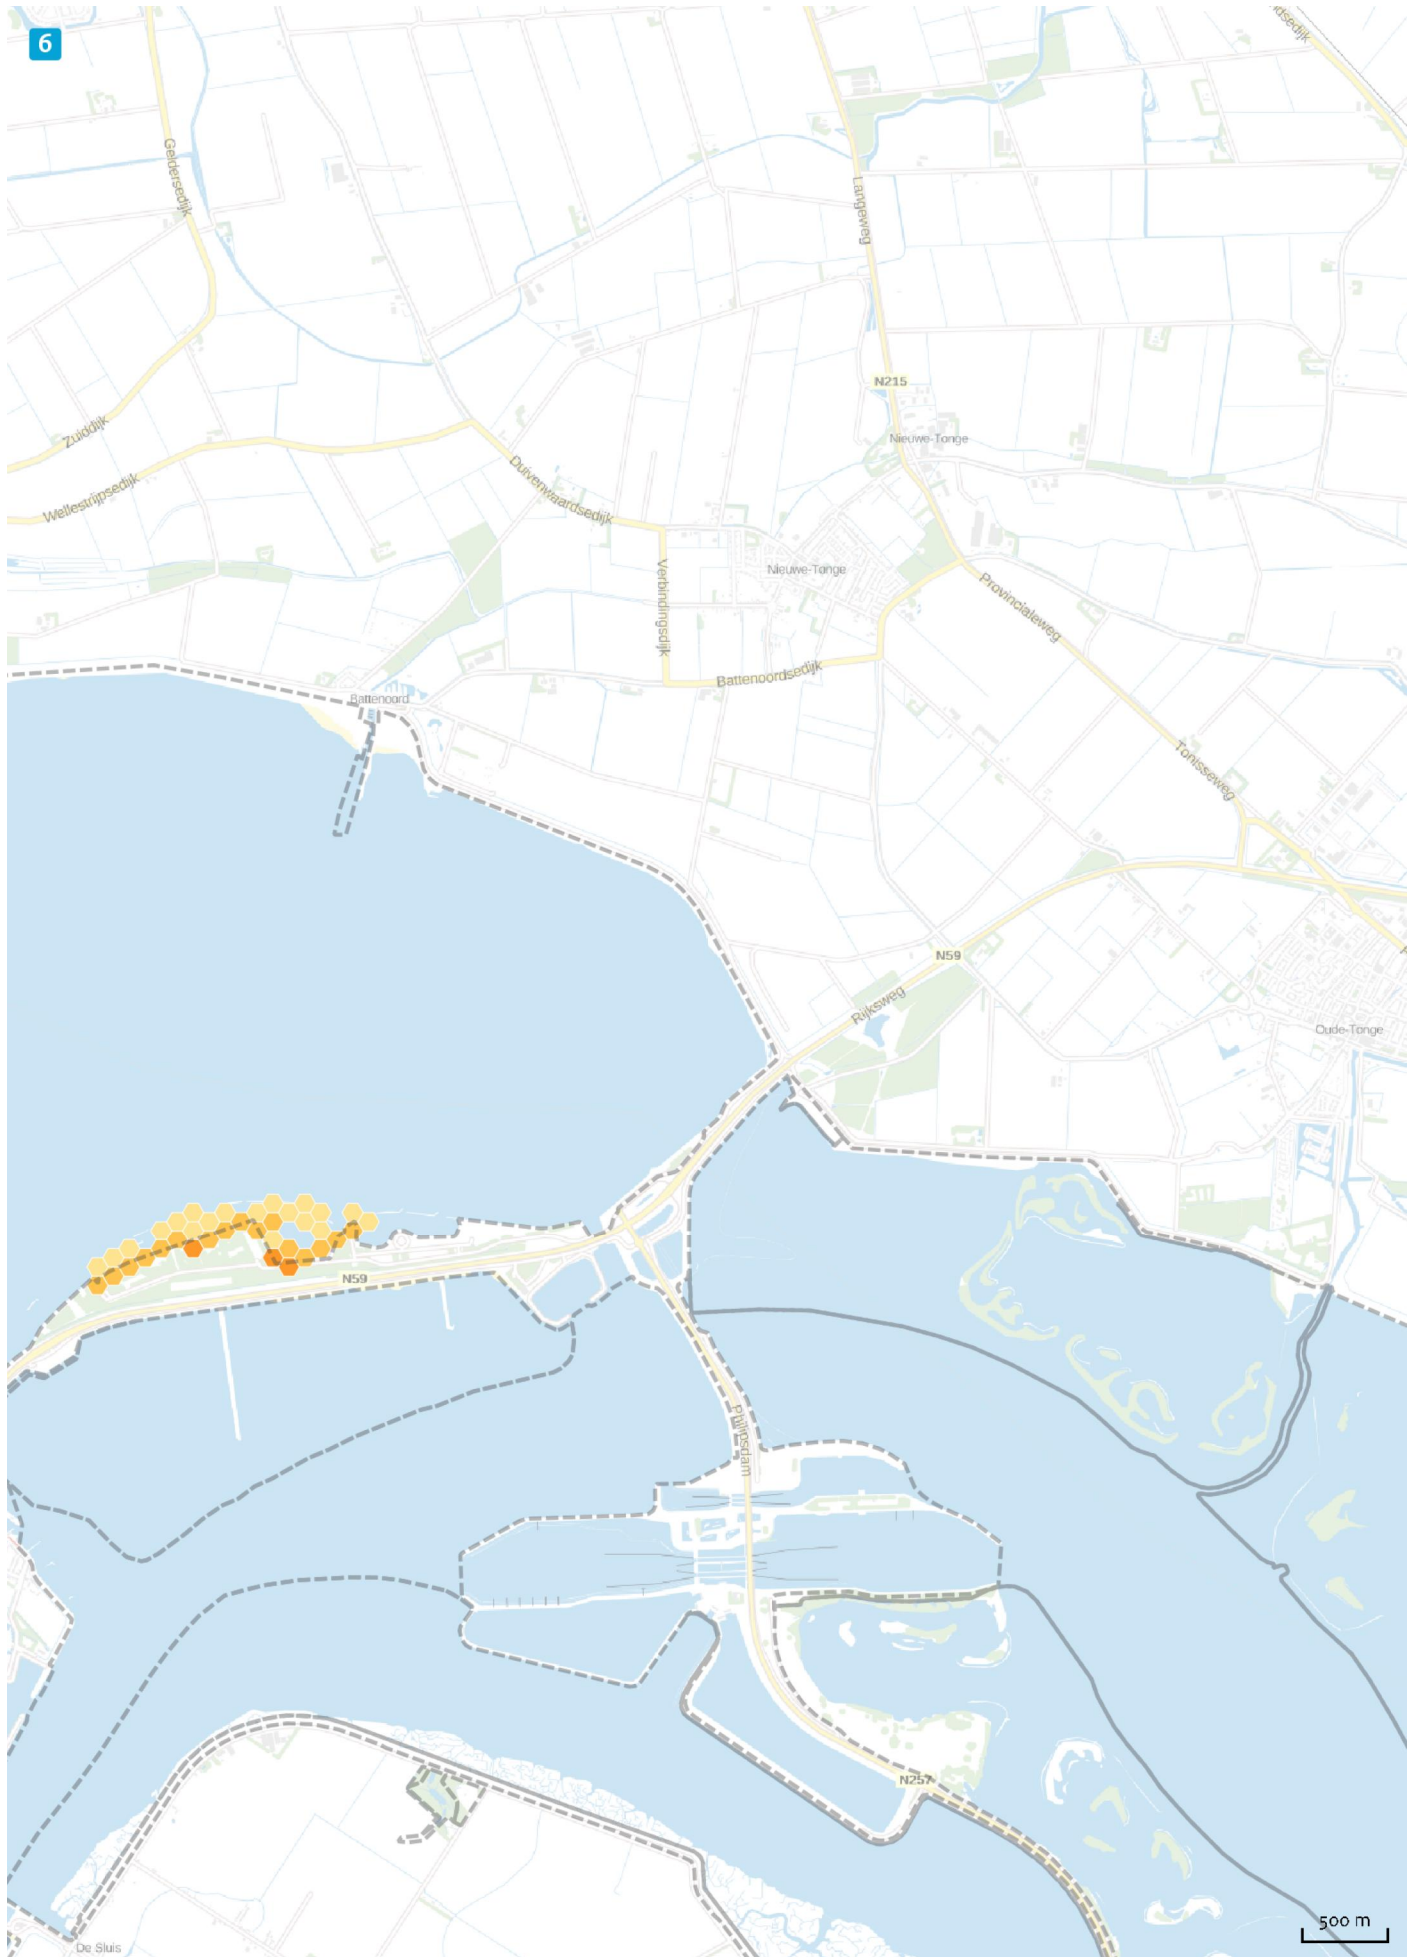 6
Geldersedijk
Langeweg
N215
Zuiddijk
Nieuwe-Tonge
Wellestrijpsedijk
Duivenwaardsedijk
Nieuwe-Tonge
Verbindingsdijk
Provincialeweg
Battenoordsedijk
Battenoord
Tonisseweg
N59
Rijksweg
Oude-Tonge
N59
Philipsdam
N257
500 m
De Sluis